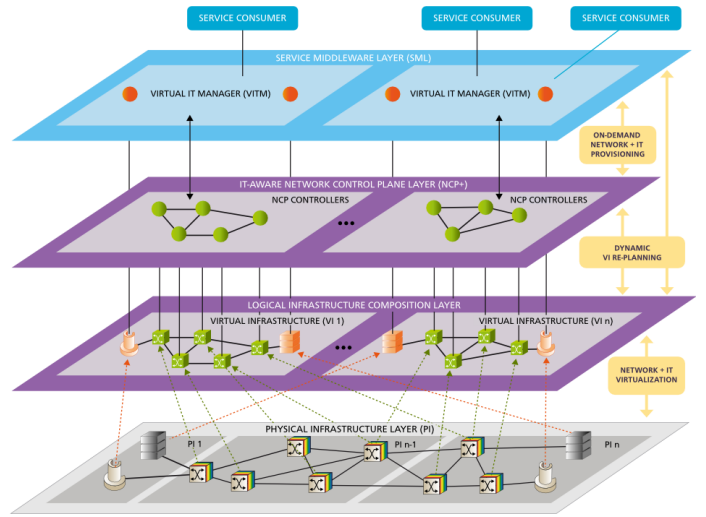 SERVICE CONSUMER
SERVICE CONSUMER
SERVICE CONSUMER
SERVICE MIDDLEWARE LAYER (SML)
VIRTUAL IT MANAGER (VITM)
VIRTUAL IT MANAGER (VITM)
ON-DEMAND
NETWORK + IT
PROVISIONING
IT-AWARE NETWORK CONTROL PLANE LAYER (NCP+)
NCP CONTROLLERS
NCP CONTROLLERS
•••
DYNAMIC
VI RE-PLANNING
LOGICAL INFRASTRUCTURE COMPOSITION LAYER
VIRTUAL INFRASTRUCTURE (VI 1)
VIRTUAL INFRASTRUCTURE (VI n)
•••
NETWORK + IT
VIRTUALIZATION
PHYSICAL INFRASTRUCTURE LAYER (PI)
PI 1
PI n-1
PI n